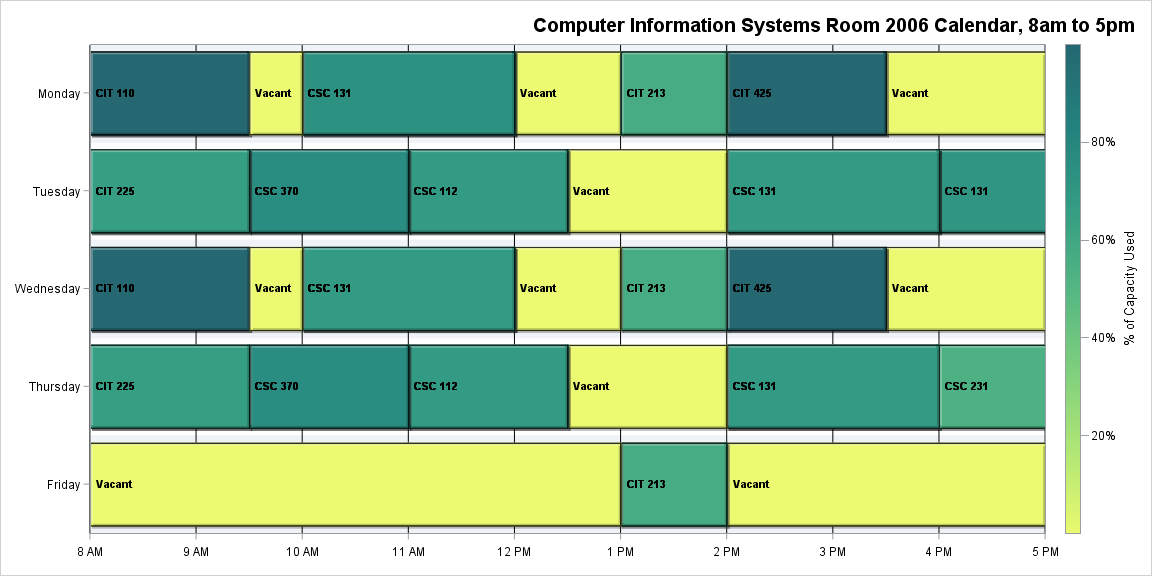 Computer Information Systems Room 2006 Calendar, 8am to 5pm
Monday
CIT 110
Vacant
CSC 131
Vacant
CIT 213
CIT 425
Vacant
Tuesday
CIT 225
CSC 370
CSC 112
Vacant
CSC 131
CSC 131
Wednesday
CIT 110
Vacant
CSC 131
Vacant
CIT 213
CIT 425
Vacant
Thursday
CIT 225
CSC 370
CSC 112
Vacant
CSC 131
CSC 231
Friday
Vacant
CIT 213
Vacant
8 AM
9 AM
10 AM
11 AM
12 PM
1 PM
2 PM
3 PM
4 PM
5 PM
80%
60%
40%
20%
% of Capacity Used